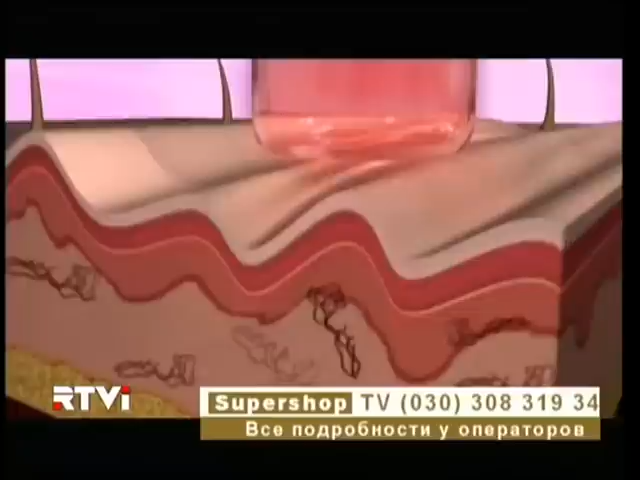 RTVi
Supershop TV (030) 308 319 34
Все подробности у операторов